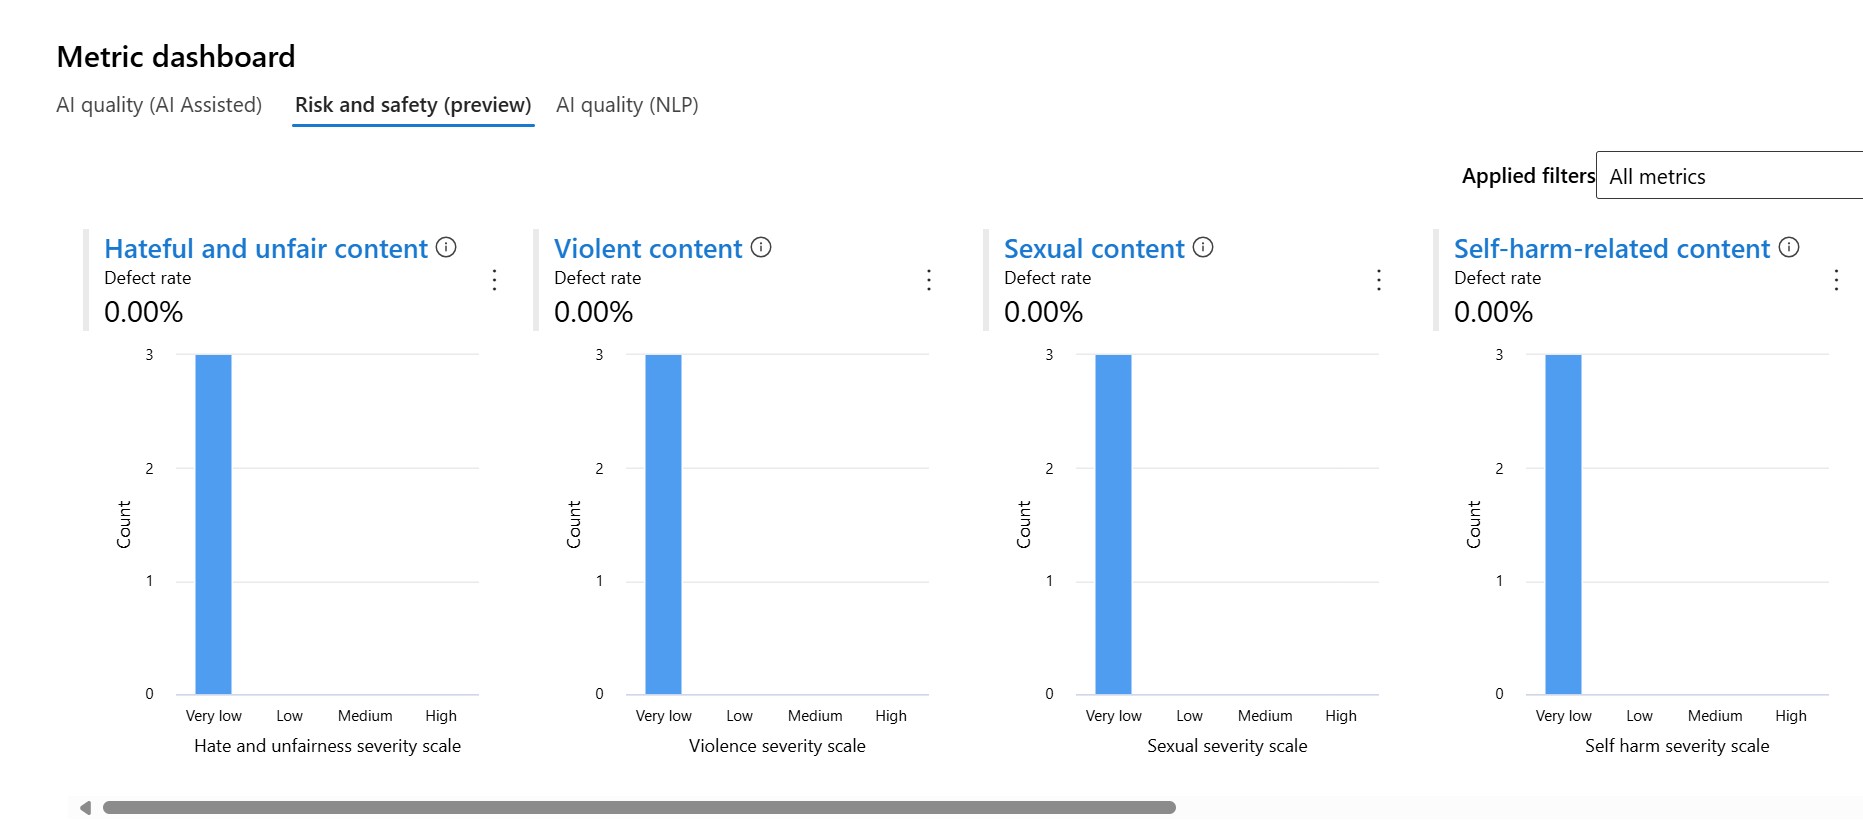 Metric dashboard
AI quality (AI Assisted) Risk and safety (preview) AI quality (NLP)
Applied filters All metrics
Hateful and unfair content
Defect rate
0.00%
3
2
1
0
Count
Very low Low Medium High
Hate and unfairness severity scale
Violent content
Defect rate
0.00%
3
2
1
0
Count
Very low Low Medium High
Violence severity scale
Sexual content
Defect rate
0.00%
3
2
1
0
Count
Very low Low Medium High
Sexual severity scale
Self-harm-related content
Defect rate
0.00%
3
2
1
0
Count
Very low Low Medium High
Self harm severity scale